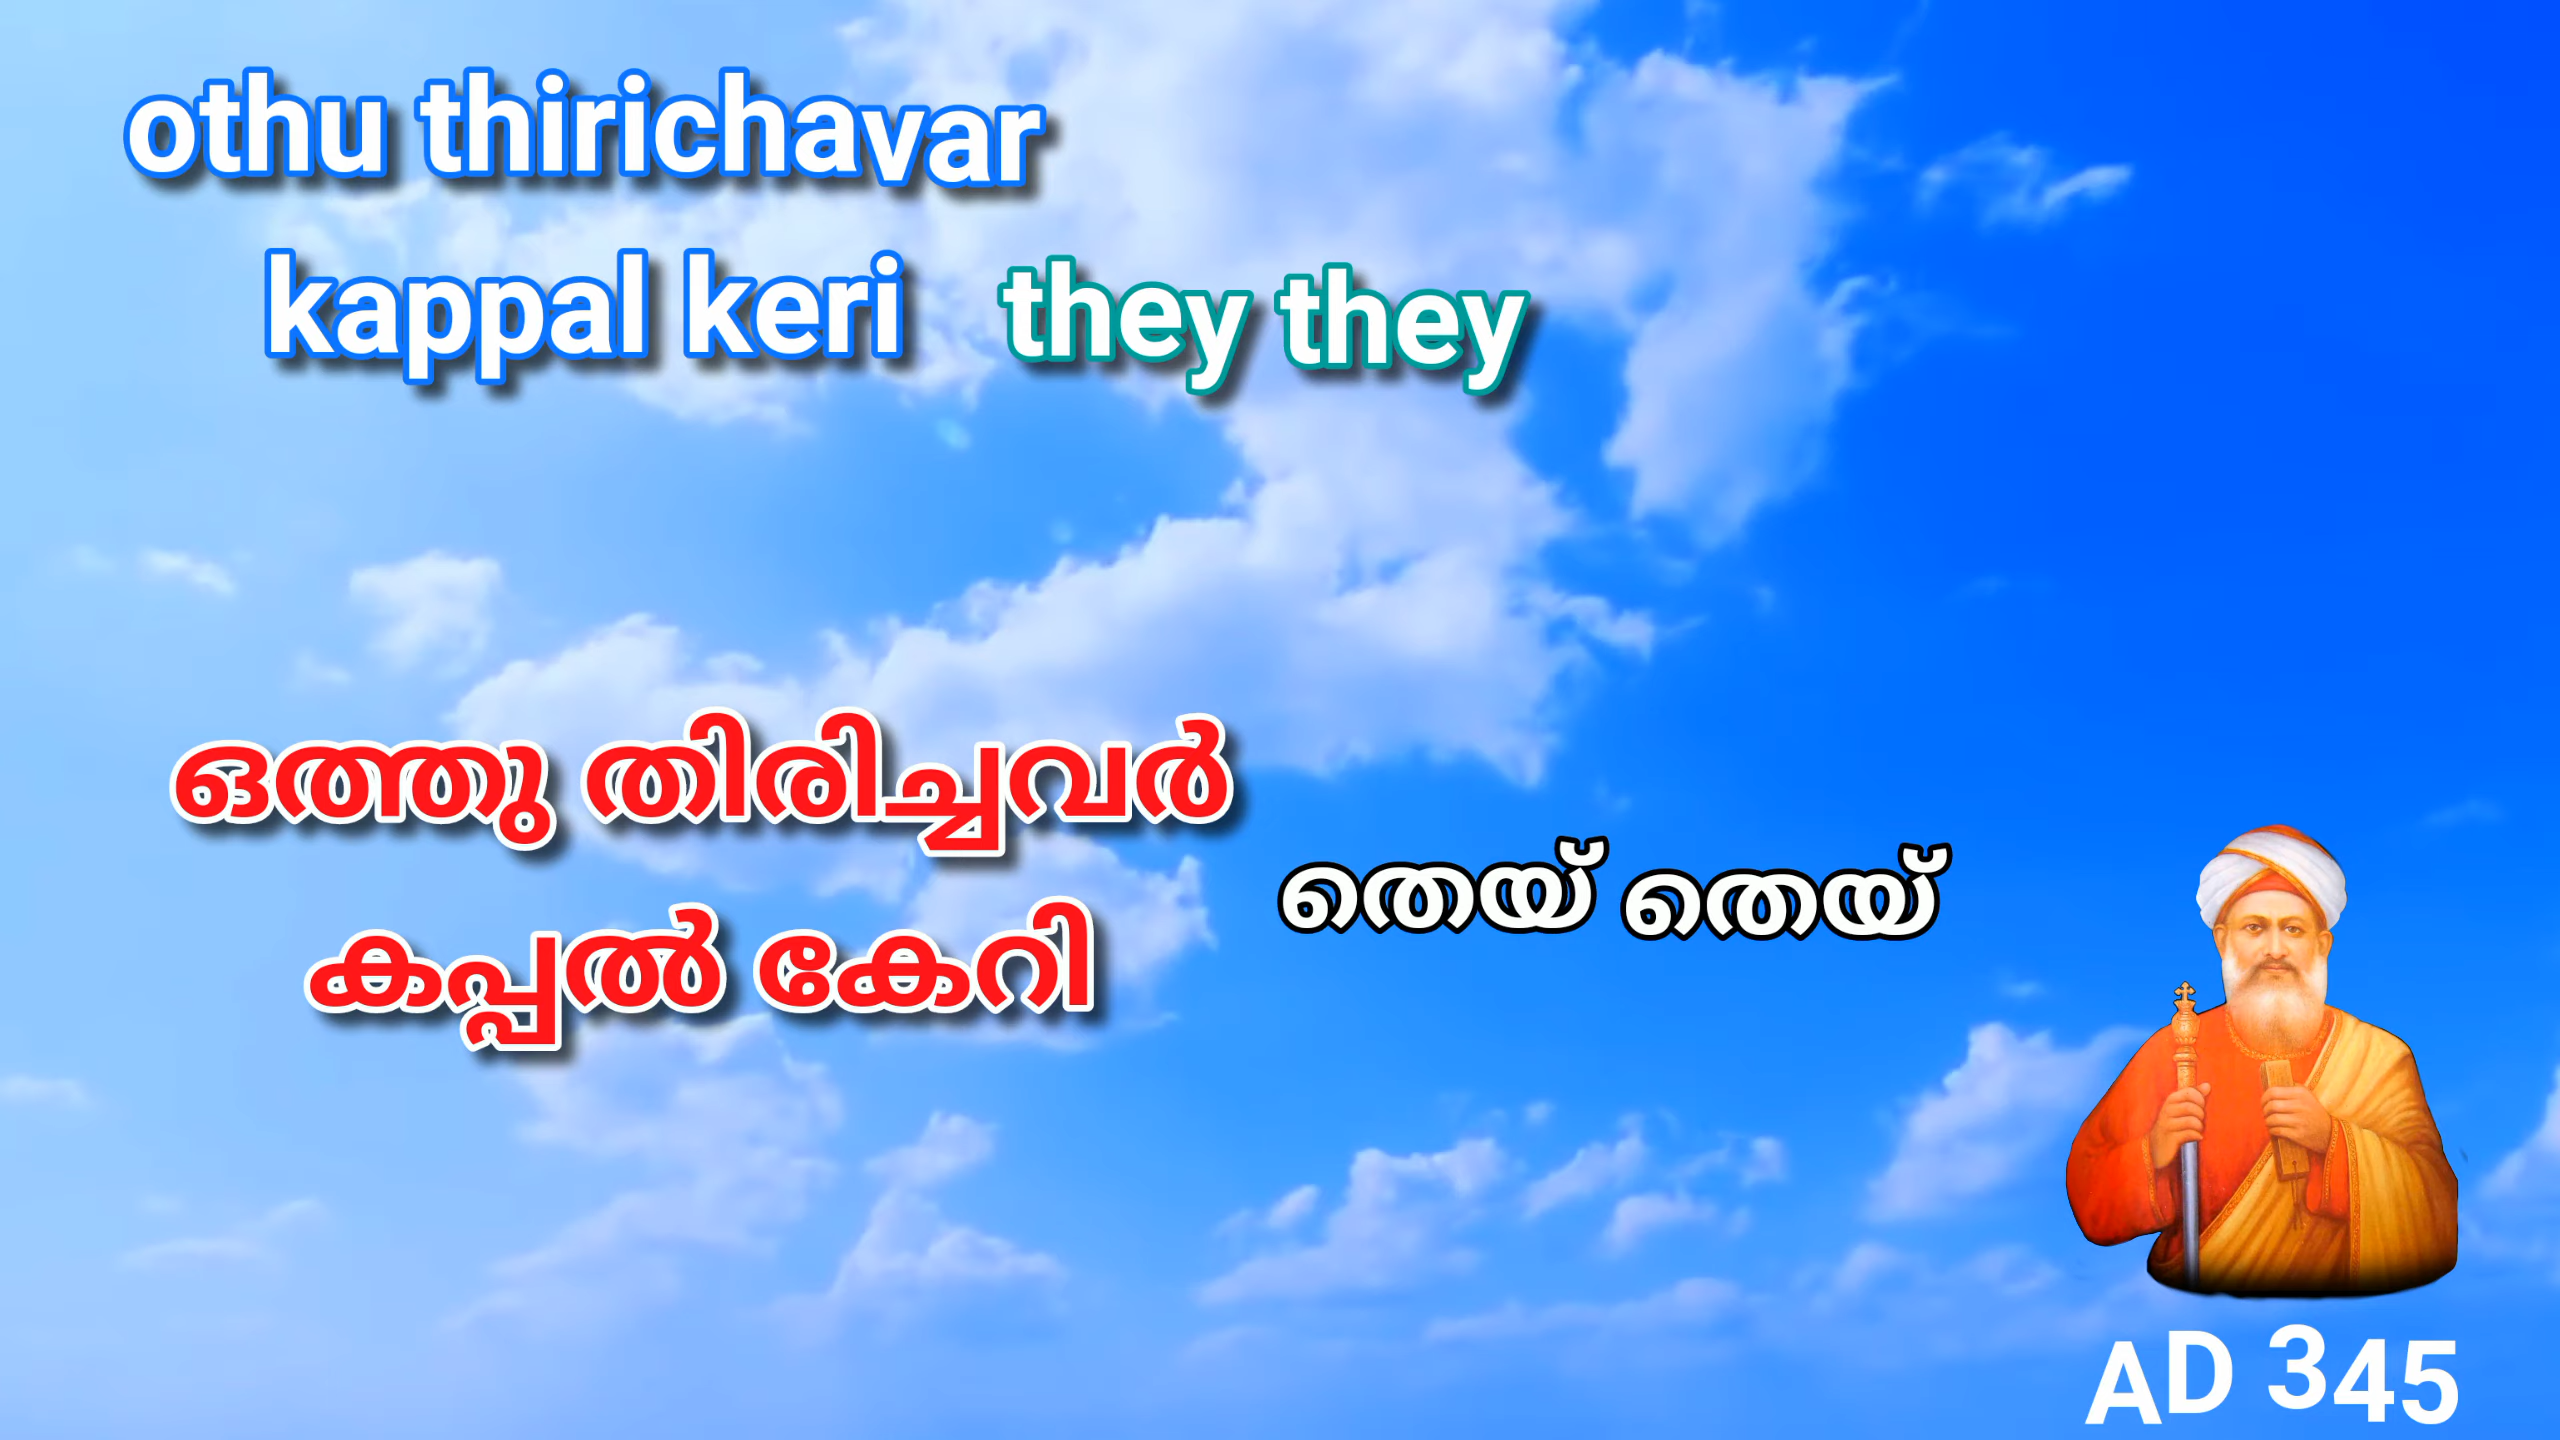 othu thirichavar
kappal keri they they
ഒത്തു തിരിച്ചവർ
കപ്പൽ കേറി തെയ് തെയ്
AD 345